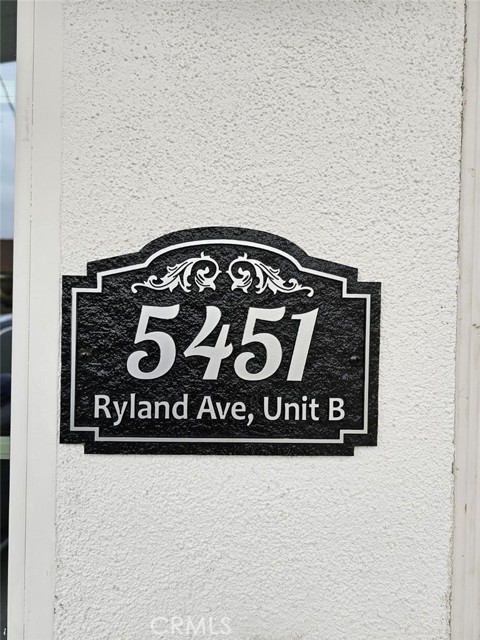 5451
Ryland Ave, Unit B
CRMLS